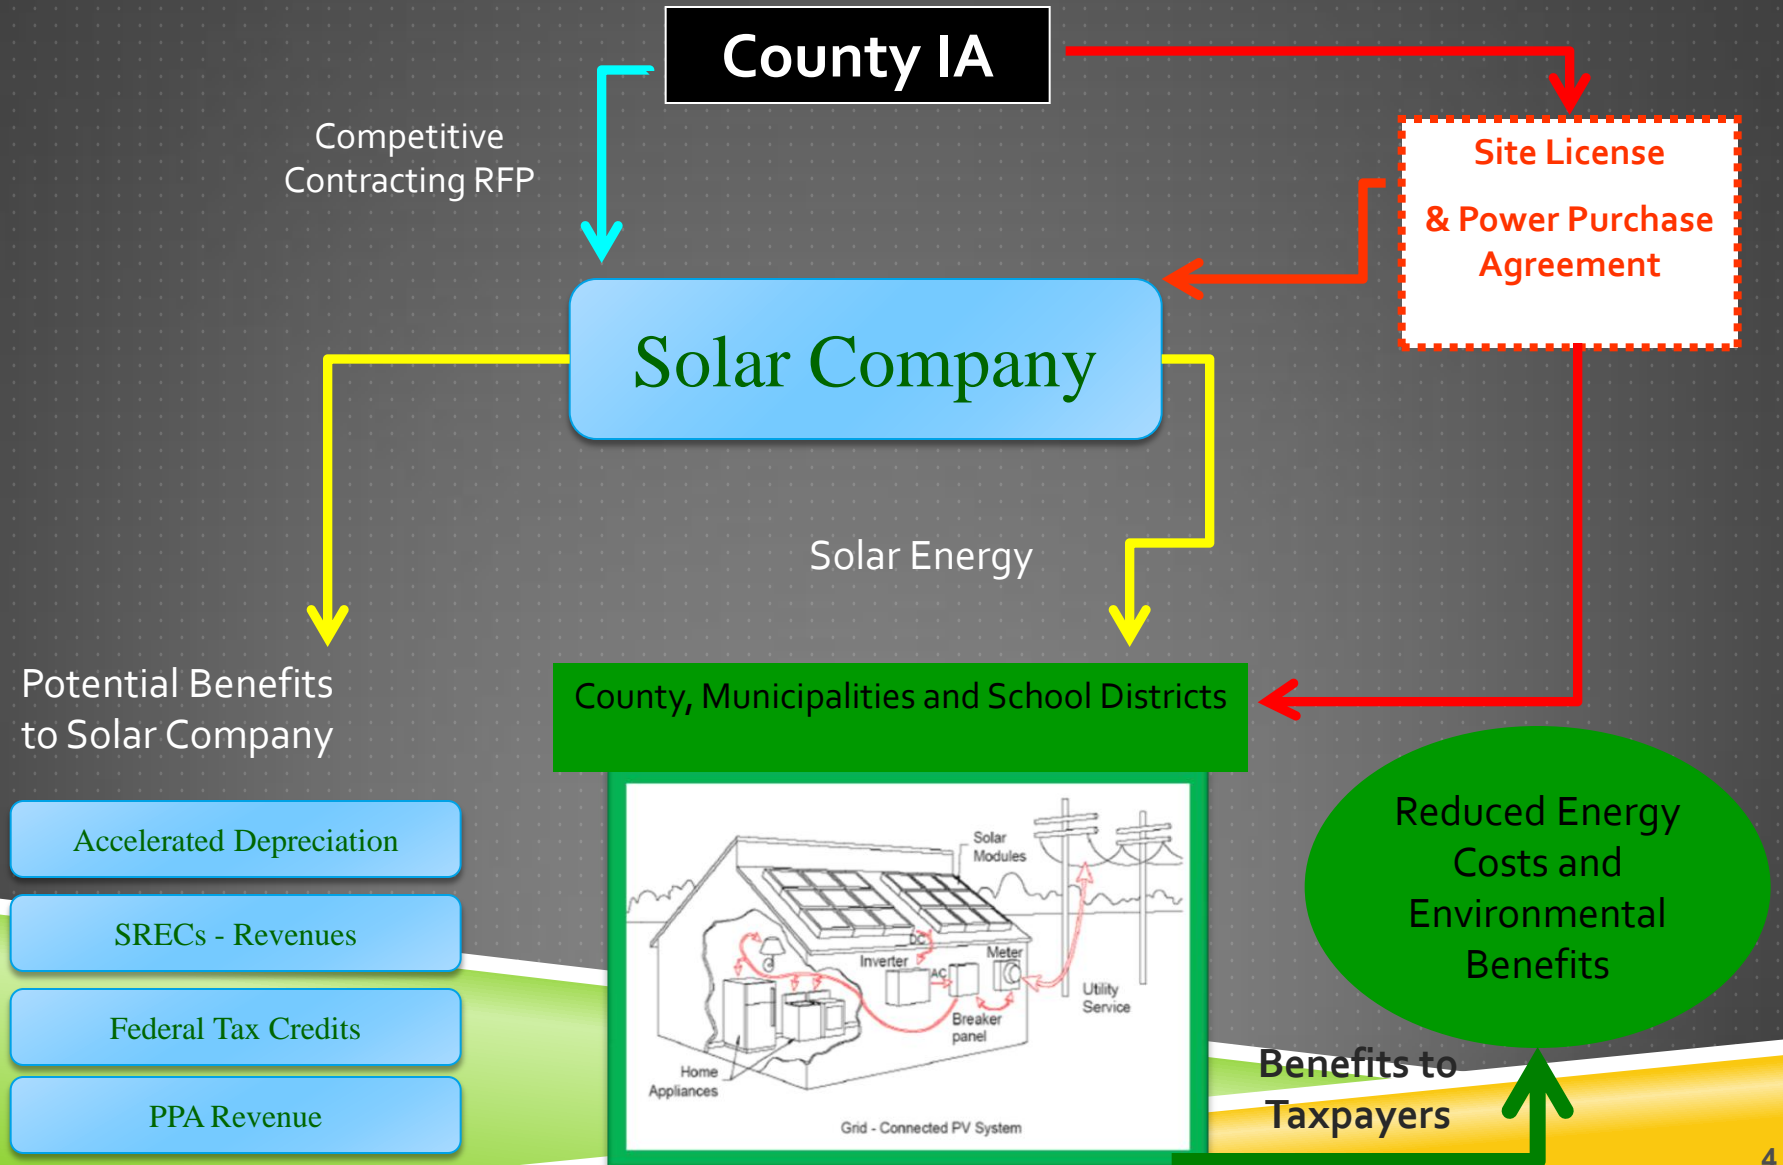 County IA
Competitive
Contracting RFP
Site License
& Power Purchase
Agreement
Solar Company
Solar Energy
Potential Benefits
to Solar Company
County, Municipalities and School Districts
Accelerated Depreciation
SRECs - Revenues
Federal Tax Credits
PPA Revenue
Solar
Modules
DC
Inverter
AC
Meter
Breaker
panel
Utility
Service
Home
Appliances
Grid - Connected PV System
Reduced Energy
Costs and
Environmental
Benefits
Benefits to
Taxpayers
4